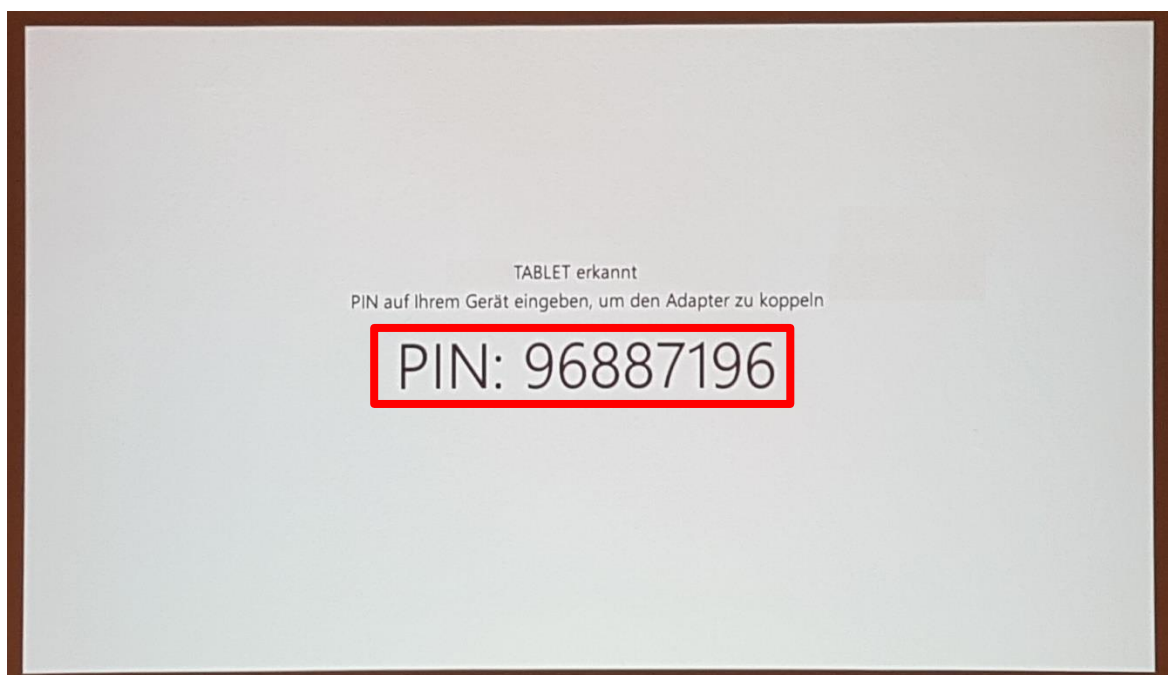 TABLET erkannt
PIN auf Ihrem Gerät eingeben, um den Adapter zu koppeln
PIN: 96887196